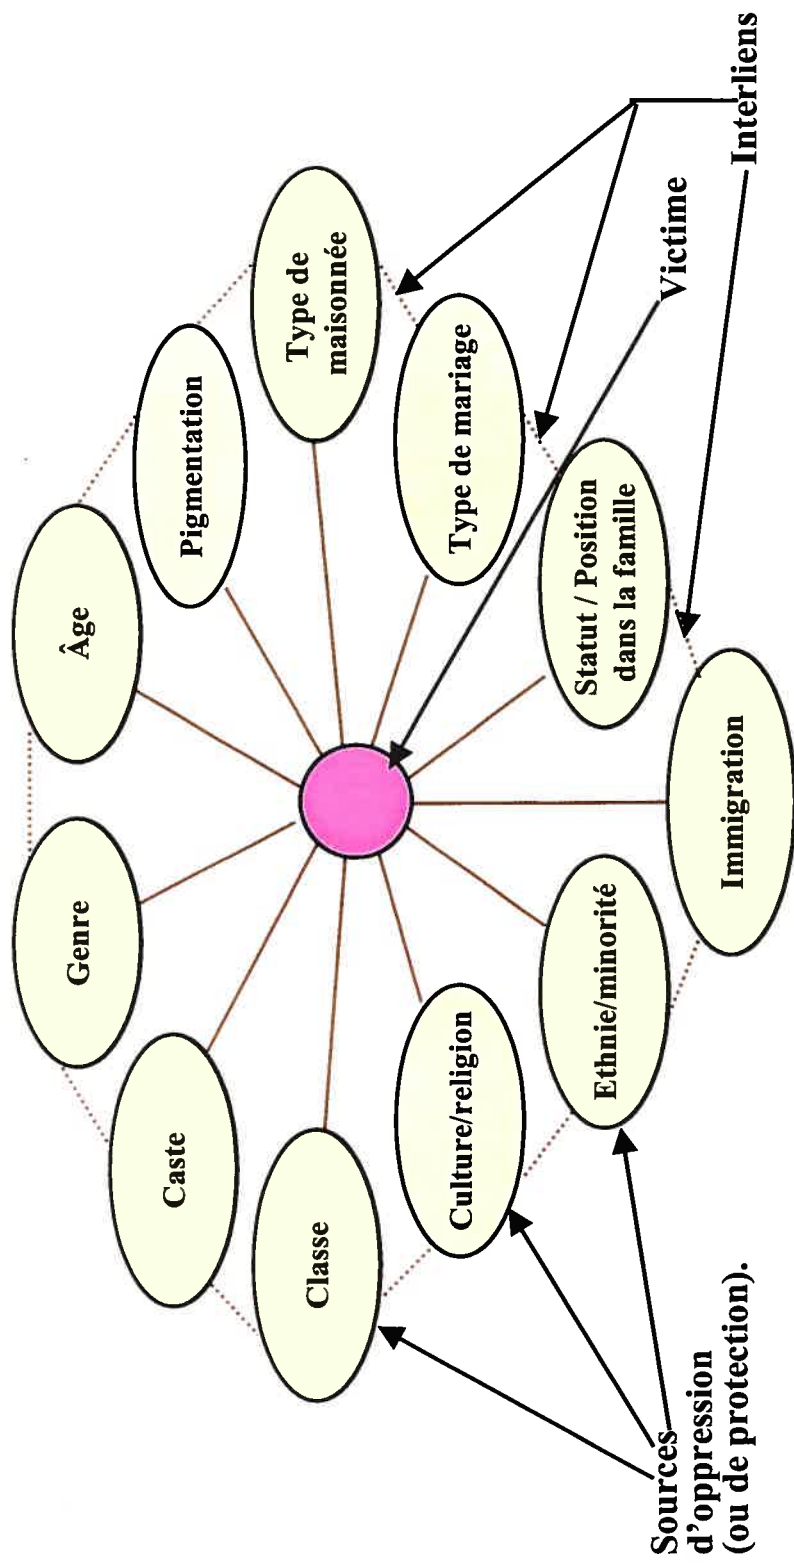 Genre
Âge
Caste
Pigmentation
Classe
Type de
maisonnée
Culture/religion
Type de mariage
Ethnie/minorité
Statut / Position
dans la famille
Immigration
Sources
d'oppression
(ou de protection).
Victime
Interliens